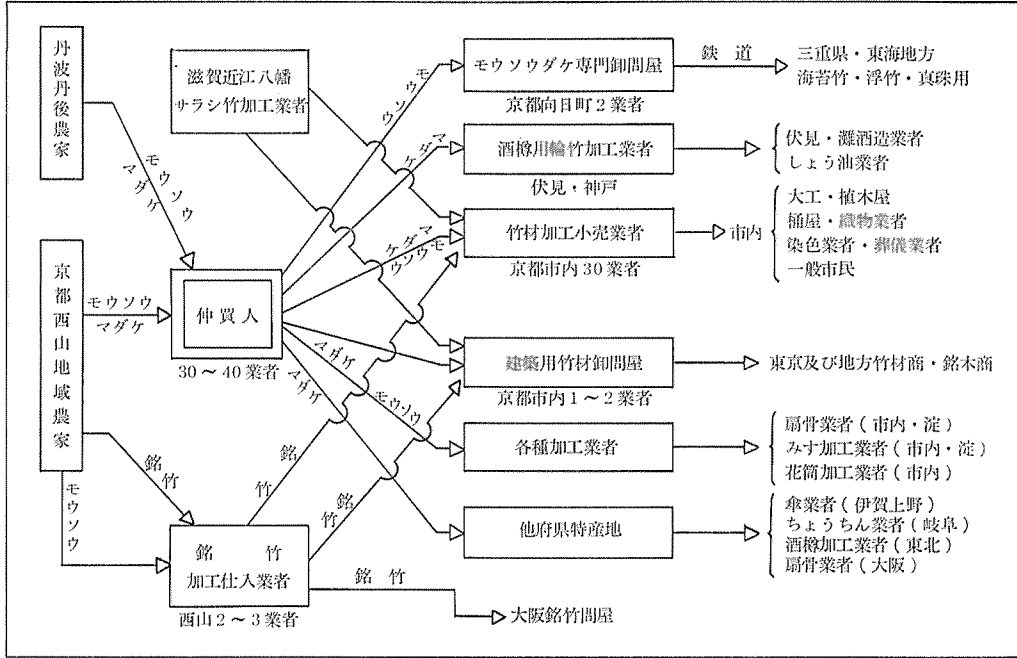 丹波丹後農家
滋賀近江八幡
サラシ竹加工業者
モウソウ
マダケ
京都西山地域農家
モウソウ
マダケ
仲買人
30～40業者
銘竹
モウソウ
銘竹
加工仕入業者
西山2～3業者
モウソウ
マダケ
マダケ
モウソウ
マダケ
モウソウ
マダケ
銘竹
銘竹
銘竹
モウソウダケ専門卸問屋
京都向日町2業者
鉄道
三重県・東海地方
海苔竹・浮竹・真珠用
酒樽用輪竹加工業者
伏見・神戸
伏見・灘酒造業者
しょう油業者
竹材加工小売業者
京都市内30業者
市内
大工・植木屋
桶屋・織物業者
染色業者・葬儀業者
一般市民
建築用竹材卸問屋
京都市内1～2業者
東京及び地方竹材商・銘木商
各種加工業者
扇骨業者(市内・淀)
みす加工業者(市内・淀)
花筒加工業者(市内)
他府県特産地
傘業者(伊賀上野)
ちょうちん業者(岐阜)
酒樽加工業者(東北)
扇骨業者(大阪)
大阪銘竹問屋